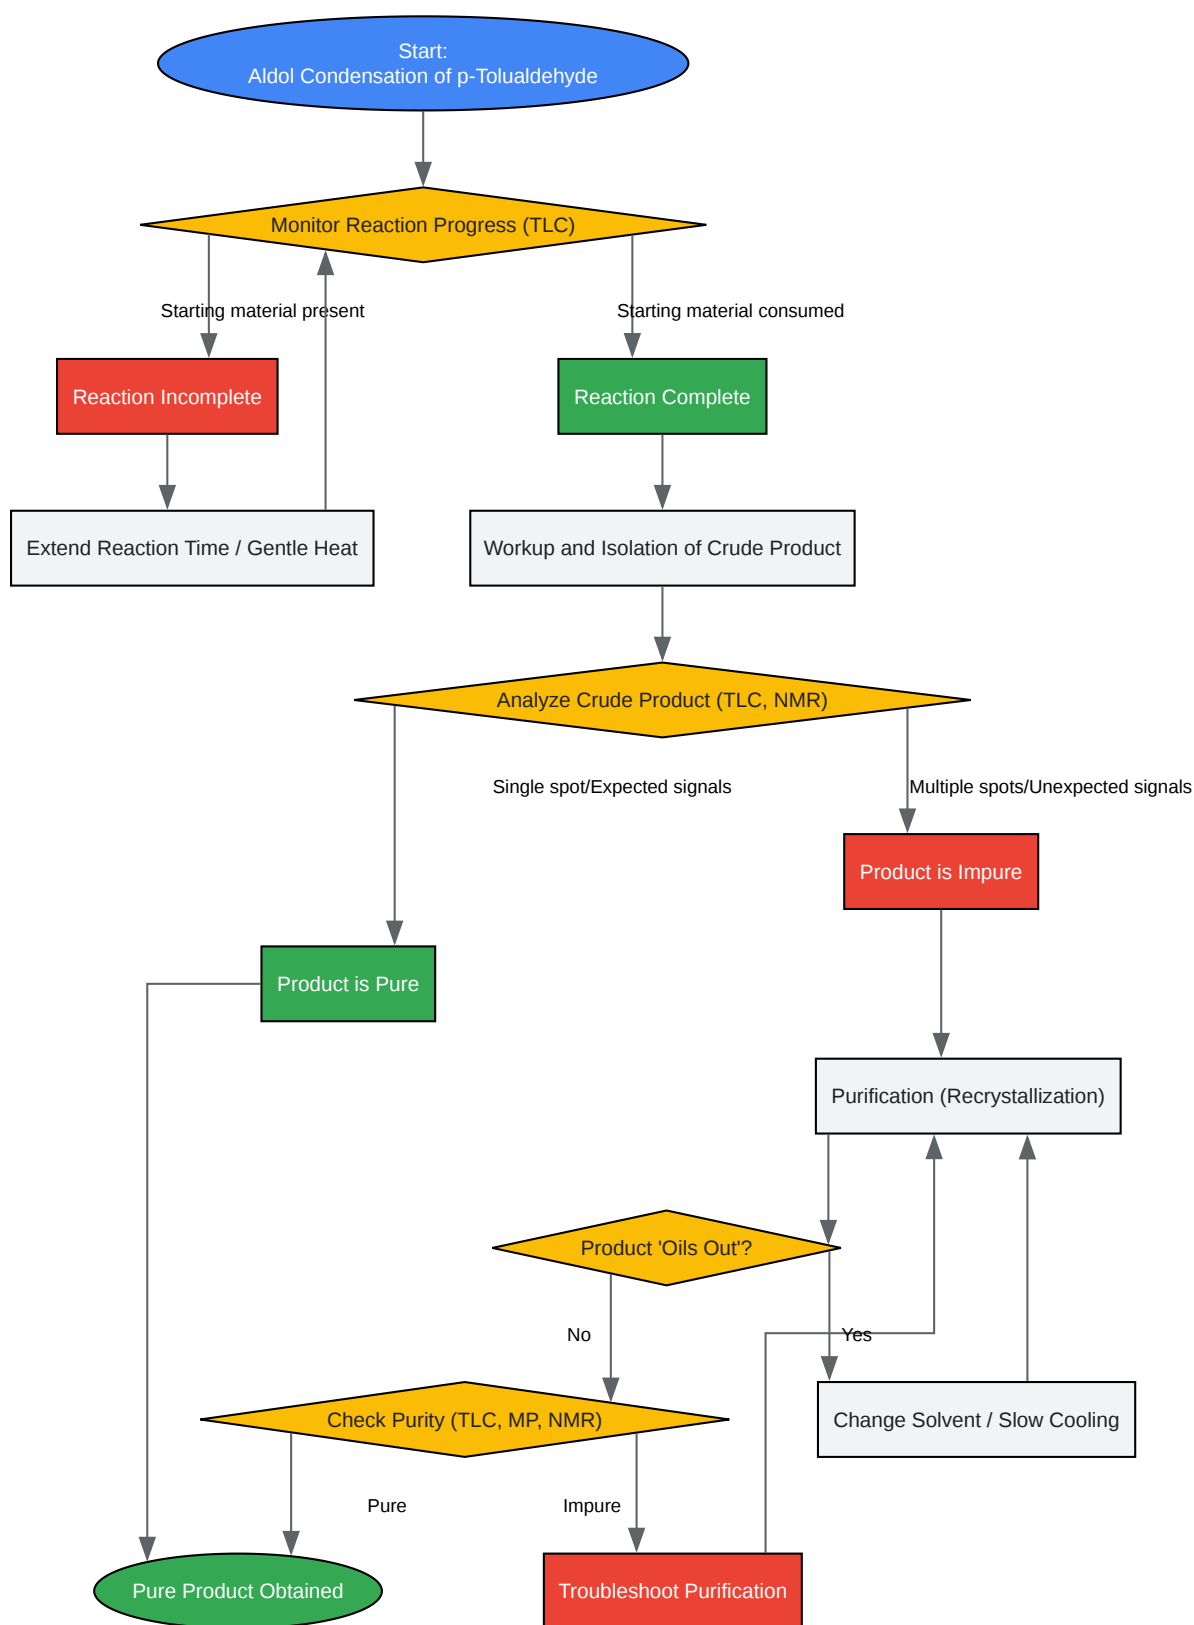 Start:
Aldol Condensation of p-Tolualdehyde
Monitor Reaction Progress (TLC)
Starting material present
Starting material consumed
Reaction Incomplete
Reaction Complete
Extend Reaction Time / Gentle Heat
Workup and Isolation of Crude Product
Analyze Crude Product (TLC, NMR)
Single spot/Expected signals
Multiple spots/Unexpected signals
Product is Impure
Product is Pure
Purification (Recrystallization)
Product 'Oils Out'?
No
Yes
Check Purity (TLC, MP, NMR)
Change Solvent / Slow Cooling
Pure
Impure
Pure Product Obtained
Troubleshoot Purification